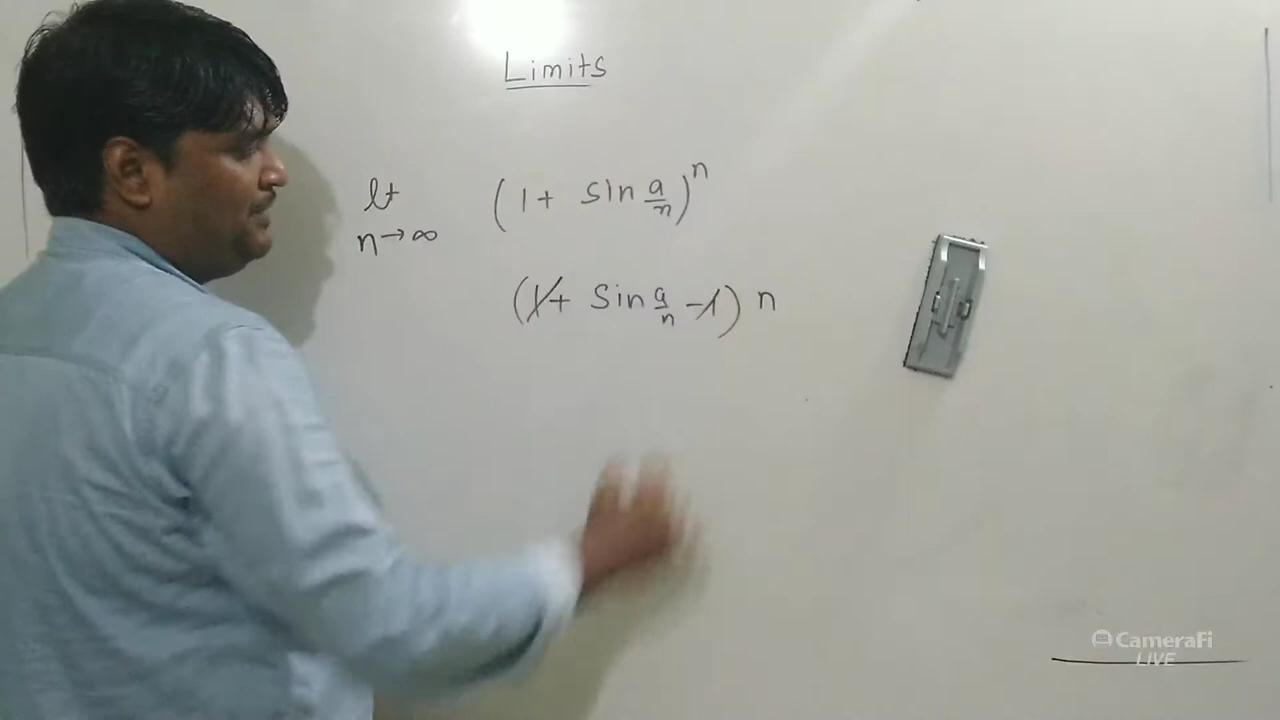 Limits
lt (1 + sin a/n)^n
n→∞
(1 + sin a/n - 1) n
CameraFi
LIVE